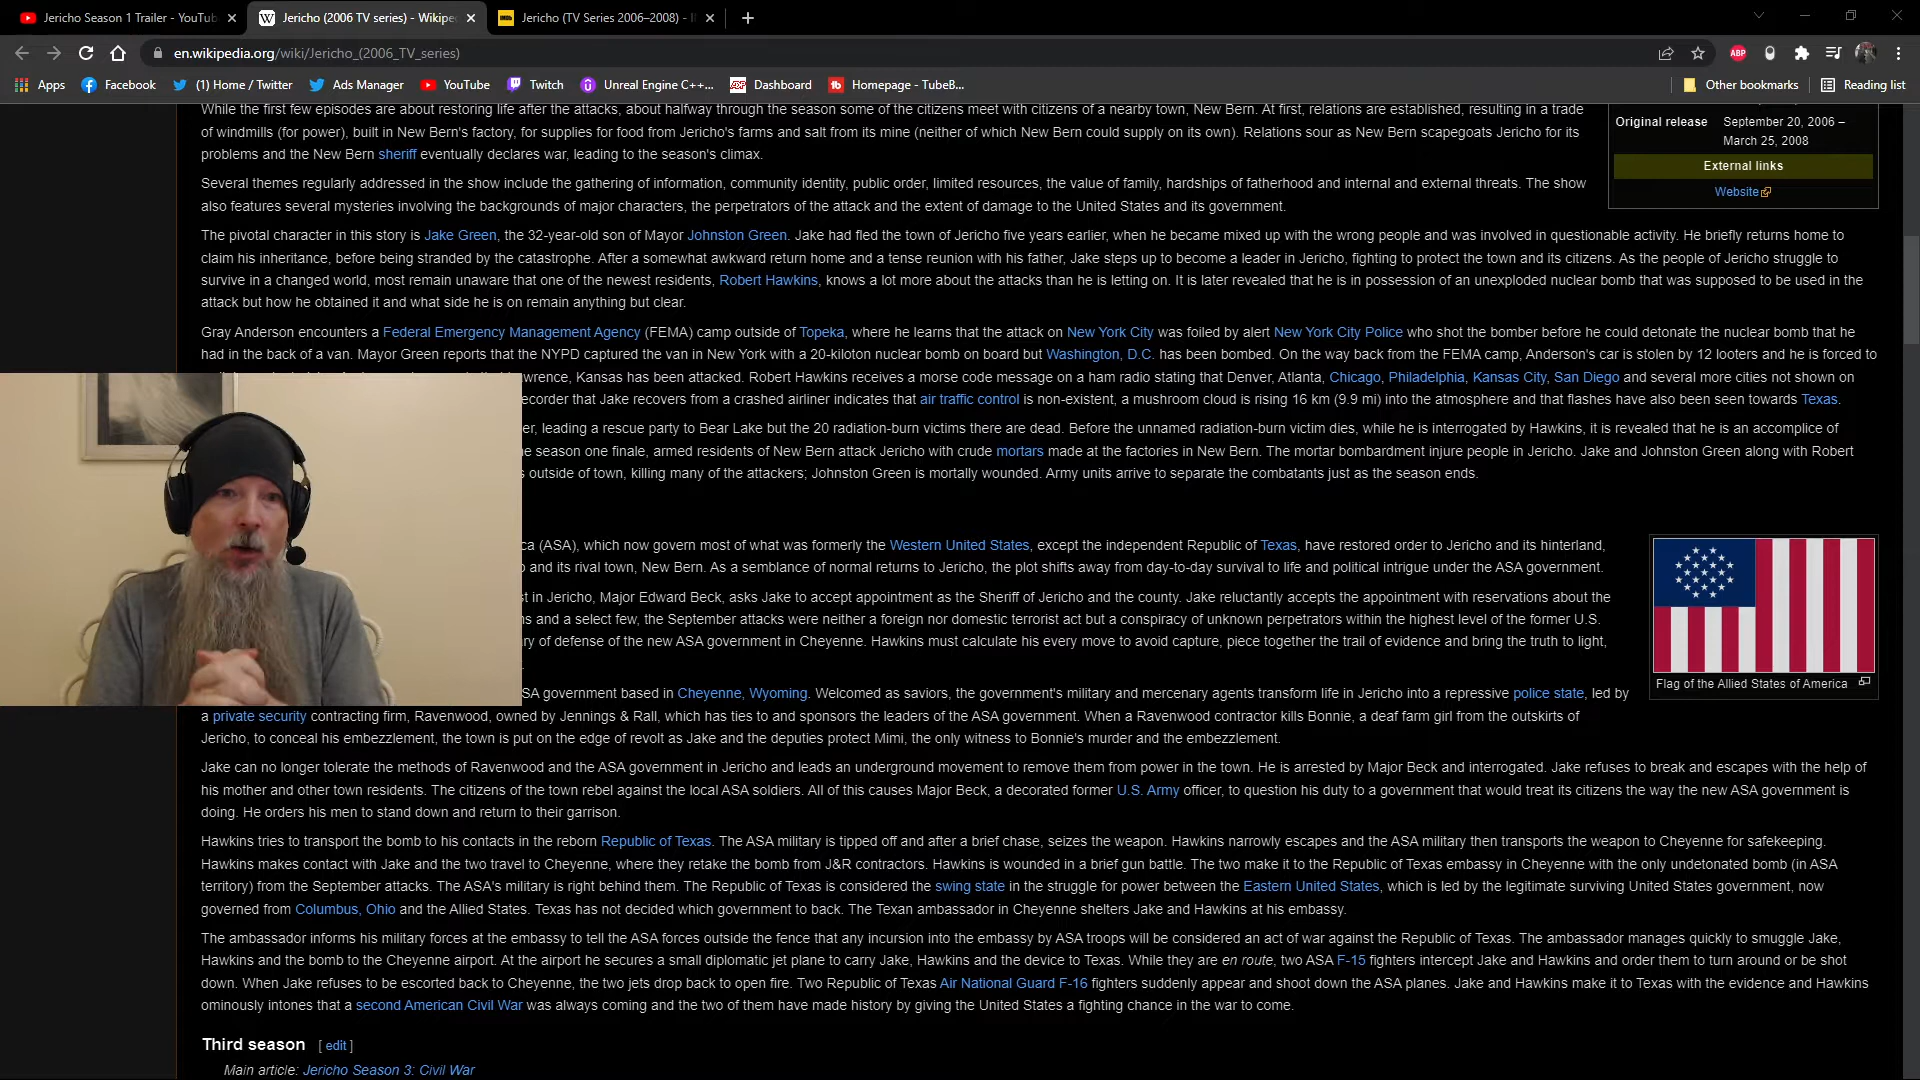 Jericho Season 1 Trailer - YouTub
Jericho (2006 TV series) - Wikipe
Jericho (TV Series 2006–2008) - I
en.wikipedia.org/wiki/Jericho_(2006_TV_series)
Apps
Facebook
(1) Home / Twitter
Ads Manager
YouTube
Twitch
Unreal Engine C++...
Dashboard
Homepage - TubeB...
Other bookmarks
Reading list
While the first few episodes are about restoring life after the attacks, about halfway through the season some of the citizens meet with citizens of a nearby town, New Bern. At first, relations are established, resulting in a trade
of windmills (for power), built in New Bern's factory, for supplies for food from Jericho's farms and salt from its mine (neither of which New Bern could supply on its own). Relations sour as New Bern scapegoats Jericho for its
problems and the New Bern sheriff eventually declares war, leading to the season's climax.
Original release September 20, 2006 –
March 25, 2008
External links
Website
Several themes regularly addressed in the show include the gathering of information, community identity, public order, limited resources, the value of family, hardships of fatherhood and internal and external threats. The show
also features several mysteries involving the backgrounds of major characters, the perpetrators of the attack and the extent of damage to the United States and its government.
The pivotal character in this story is Jake Green, the 32-year-old son of Mayor Johnston Green. Jake had fled the town of Jericho five years earlier, when he became mixed up with the wrong people and was involved in questionable activity. He briefly returns home to
claim his inheritance, before being stranded by the catastrophe. After a somewhat awkward return home and a tense reunion with his father, Jake steps up to become a leader in Jericho, fighting to protect the town and its citizens. As the people of Jericho struggle to
survive in a changed world, most remain unaware that one of the newest residents, Robert Hawkins, knows a lot more about the attacks than he is letting on. It is later revealed that he is in possession of an unexploded nuclear bomb that was supposed to be used in the
attack but how he obtained it and what side he is on remain anything but clear.
Gray Anderson encounters a Federal Emergency Management Agency (FEMA) camp outside of Topeka, where he learns that the attack on New York City was foiled by alert New York City Police who shot the bomber before he could detonate the nuclear bomb that he
had in the back of a van. Mayor Green reports that the NYPD captured the van in New York with a 20-kiloton nuclear bomb on board but Washington, D.C. has been bombed. On the way back from the FEMA camp, Anderson's car is stolen by 12 looters and he is forced to
wrence, Kansas has been attacked. Robert Hawkins receives a morse code message on a ham radio stating that Denver, Atlanta, Chicago, Philadelphia, Kansas City, San Diego and several more cities not shown on
ecorder that Jake recovers from a crashed airliner indicates that air traffic control is non-existent, a mushroom cloud is rising 16 km (9.9 mi) into the atmosphere and that flashes have also been seen towards Texas.
er, leading a rescue party to Bear Lake but the 20 radiation-burn victims there are dead. Before the unnamed radiation-burn victim dies, while he is interrogated by Hawkins, it is revealed that he is an accomplice of
he season one finale, armed residents of New Bern attack Jericho with crude mortars made at the factories in New Bern. The mortar bombardment injure people in Jericho. Jake and Johnston Green along with Robert
s outside of town, killing many of the attackers; Johnston Green is mortally wounded. Army units arrive to separate the combatants just as the season ends.
ca (ASA), which now govern most of what was formerly the Western United States, except the independent Republic of Texas, have restored order to Jericho and its hinterland,
o and its rival town, New Bern. As a semblance of normal returns to Jericho, the plot shifts away from day-to-day survival to life and political intrigue under the ASA government.
st in Jericho, Major Edward Beck, asks Jake to accept appointment as the Sheriff of Jericho and the county. Jake reluctantly accepts the appointment with reservations about the
ns and a select few, the September attacks were neither a foreign nor domestic terrorist act but a conspiracy of unknown perpetrators within the highest level of the former U.S.
ry of defense of the new ASA government in Cheyenne. Hawkins must calculate his every move to avoid capture, piece together the trail of evidence and bring the truth to light,
Flag of the Allied States of America
SA government based in Cheyenne, Wyoming. Welcomed as saviors, the government's military and mercenary agents transform life in Jericho into a repressive police state, led by
a private security contracting firm, Ravenwood, owned by Jennings & Rall, which has ties to and sponsors the leaders of the ASA government. When a Ravenwood contractor kills Bonnie, a deaf farm girl from the outskirts of
Jericho, to conceal his embezzlement, the town is put on the edge of revolt as Jake and the deputies protect Mimi, the only witness to Bonnie's murder and the embezzlement.
Jake can no longer tolerate the methods of Ravenwood and the ASA government in Jericho and leads an underground movement to remove them from power in the town. He is arrested by Major Beck and interrogated. Jake refuses to break and escapes with the help of
his mother and other town residents. The citizens of the town rebel against the local ASA soldiers. All of this causes Major Beck, a decorated former U.S. Army officer, to question his duty to a government that would treat its citizens the way the new ASA government is
doing. He orders his men to stand down and return to their garrison.
Hawkins tries to transport the bomb to his contacts in the reborn Republic of Texas. The ASA military is tipped off and after a brief chase, seizes the weapon. Hawkins narrowly escapes and the ASA military then transports the weapon to Cheyenne for safekeeping.
Hawkins makes contact with Jake and the two travel to Cheyenne, where they retake the bomb from J&R contractors. Hawkins is wounded in a brief gun battle. The two make it to the Republic of Texas embassy in Cheyenne with the only undetonated bomb (in ASA
territory) from the September attacks. The ASA's military is right behind them. The Republic of Texas is considered the swing state in the struggle for power between the Eastern United States, which is led by the legitimate surviving United States government, now
governed from Columbus, Ohio and the Allied States. Texas has not decided which government to back. The Texan ambassador in Cheyenne shelters Jake and Hawkins at his embassy.
The ambassador informs his military forces at the embassy to tell the ASA forces outside the fence that any incursion into the embassy by ASA troops will be considered an act of war against the Republic of Texas. The ambassador manages quickly to smuggle Jake,
Hawkins and the bomb to the Cheyenne airport. At the airport he secures a small diplomatic jet plane to carry Jake, Hawkins and the device to Texas. While they are en route, two ASA F-15 fighters intercept Jake and Hawkins and order them to turn around or be shot
down. When Jake refuses to be escorted back to Cheyenne, the two jets drop back to open fire. Two Republic of Texas Air National Guard F-16 fighters suddenly appear and shoot down the ASA planes. Jake and Hawkins make it to Texas with the evidence and Hawkins
ominously intones that a second American Civil War was always coming and the two of them have made history by giving the United States a fighting chance in the war to come.
Third season [ edit ]
Main article: Jericho Season 3: Civil War